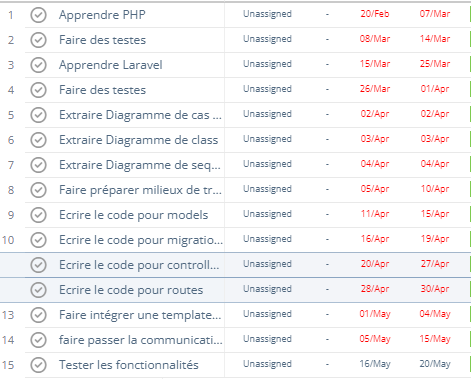 1 Apprendre PHP Unassigned - 20/Feb 07/Mar
2 Faire des testes Unassigned - 08/Mar 14/Mar
3 Apprendre Laravel Unassigned - 15/Mar 25/Mar
4 Faire des testes Unassigned - 26/Mar 01/Apr
5 Extraire Diagramme de cas ... Unassigned - 02/Apr 02/Apr
6 Extraire Diagramme de class Unassigned - 03/Apr 03/Apr
7 Extraire Diagramme de seq... Unassigned - 04/Apr 04/Apr
8 Faire préparer milieux de tr... Unassigned - 05/Apr 10/Apr
9 Ecrire le code pour models Unassigned - 11/Apr 15/Apr
10 Ecrire le code pour migratio... Unassigned - 16/Apr 19/Apr
Ecrire le code pour controll... Unassigned - 20/Apr 27/Apr
Ecrire le code pour routes Unassigned - 28/Apr 30/Apr
13 Faire intégrer une template... Unassigned - 01/May 04/May
14 faire passer la communicati... Unassigned - 05/May 15/May
15 Tester les fonctionnalités Unassigned - 16/May 20/May